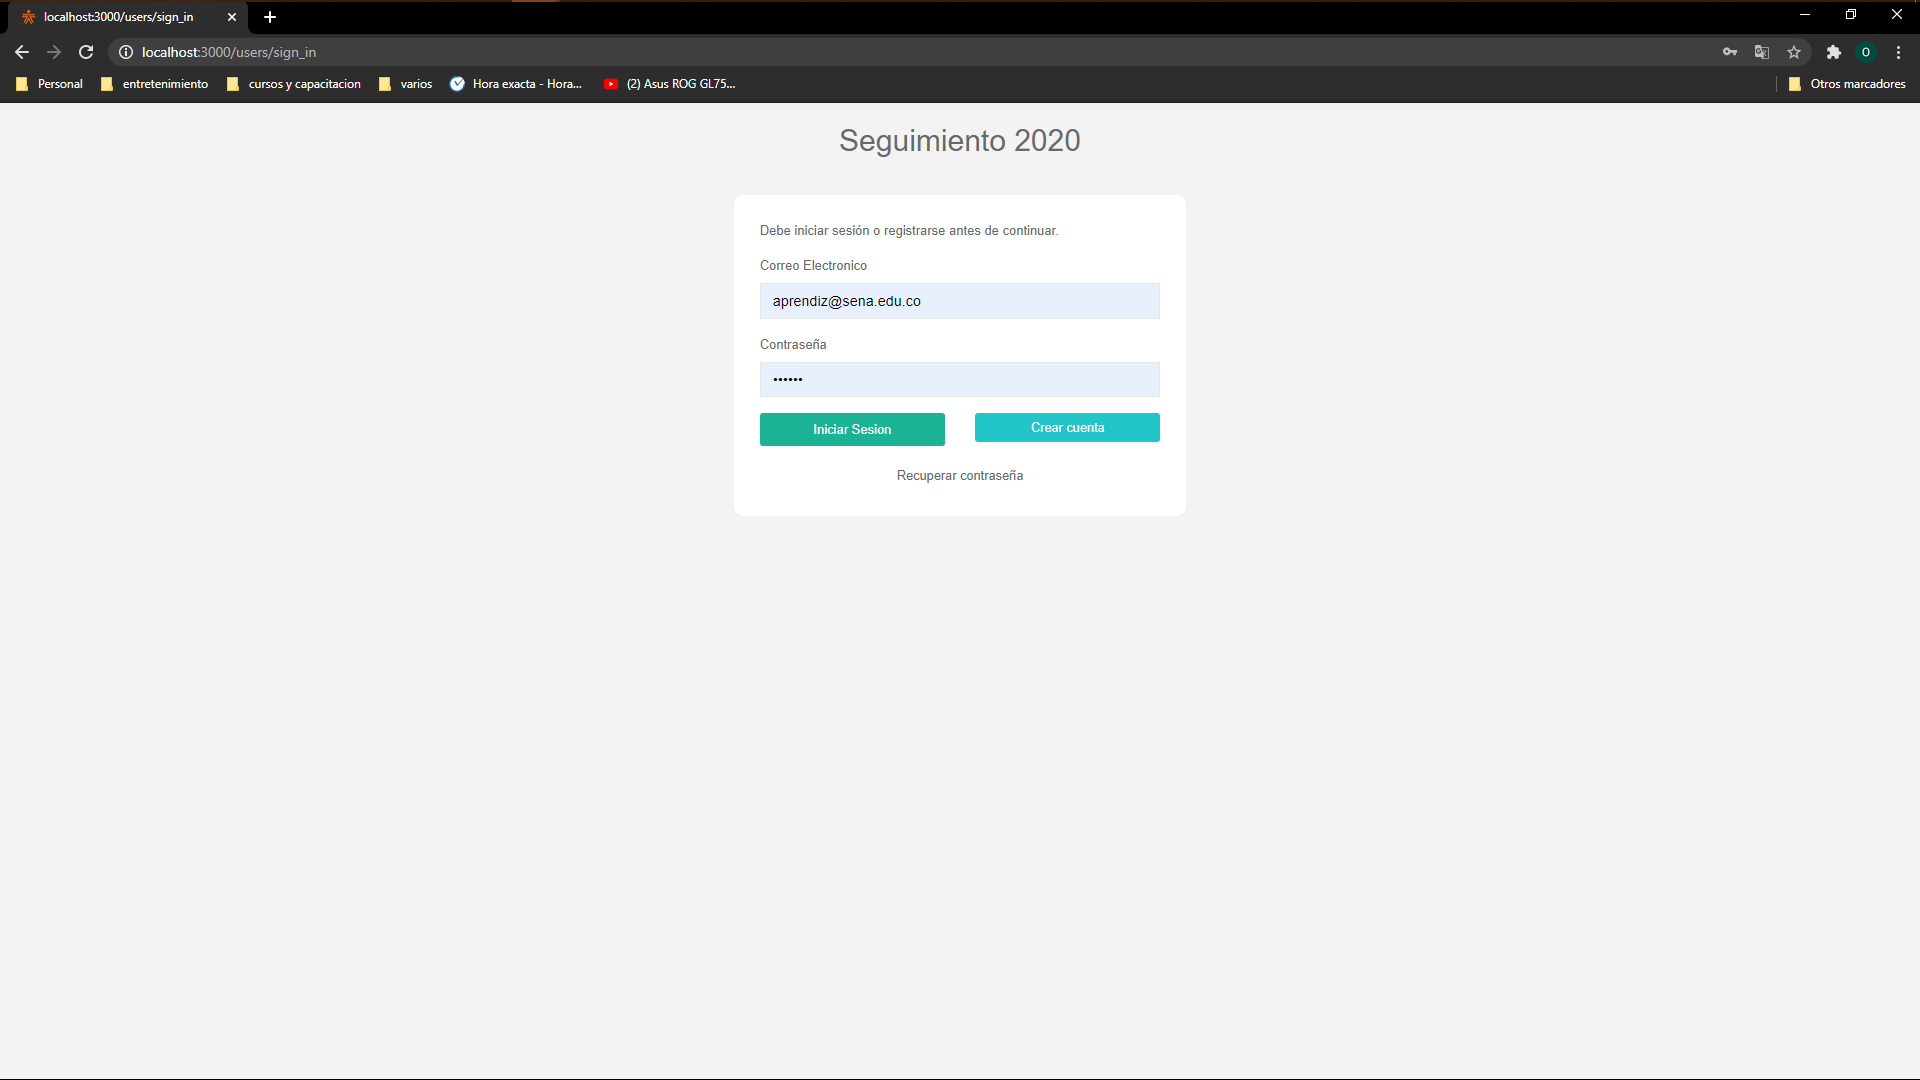 localhost:3000/users/sign_in
localhost:3000/users/sign_in
O
Personal entretenimiento cursos y capacitacion varios Hora exacta - Hora... (2) Asus ROG GL75... Otros marcadores
Seguimiento 2020
Debe iniciar sesión o registrarse antes de continuar.
Correo Electronico
aprendiz@sena.edu.co
Contraseña
••••••
Iniciar Sesion Crear cuenta
Recuperar contraseña